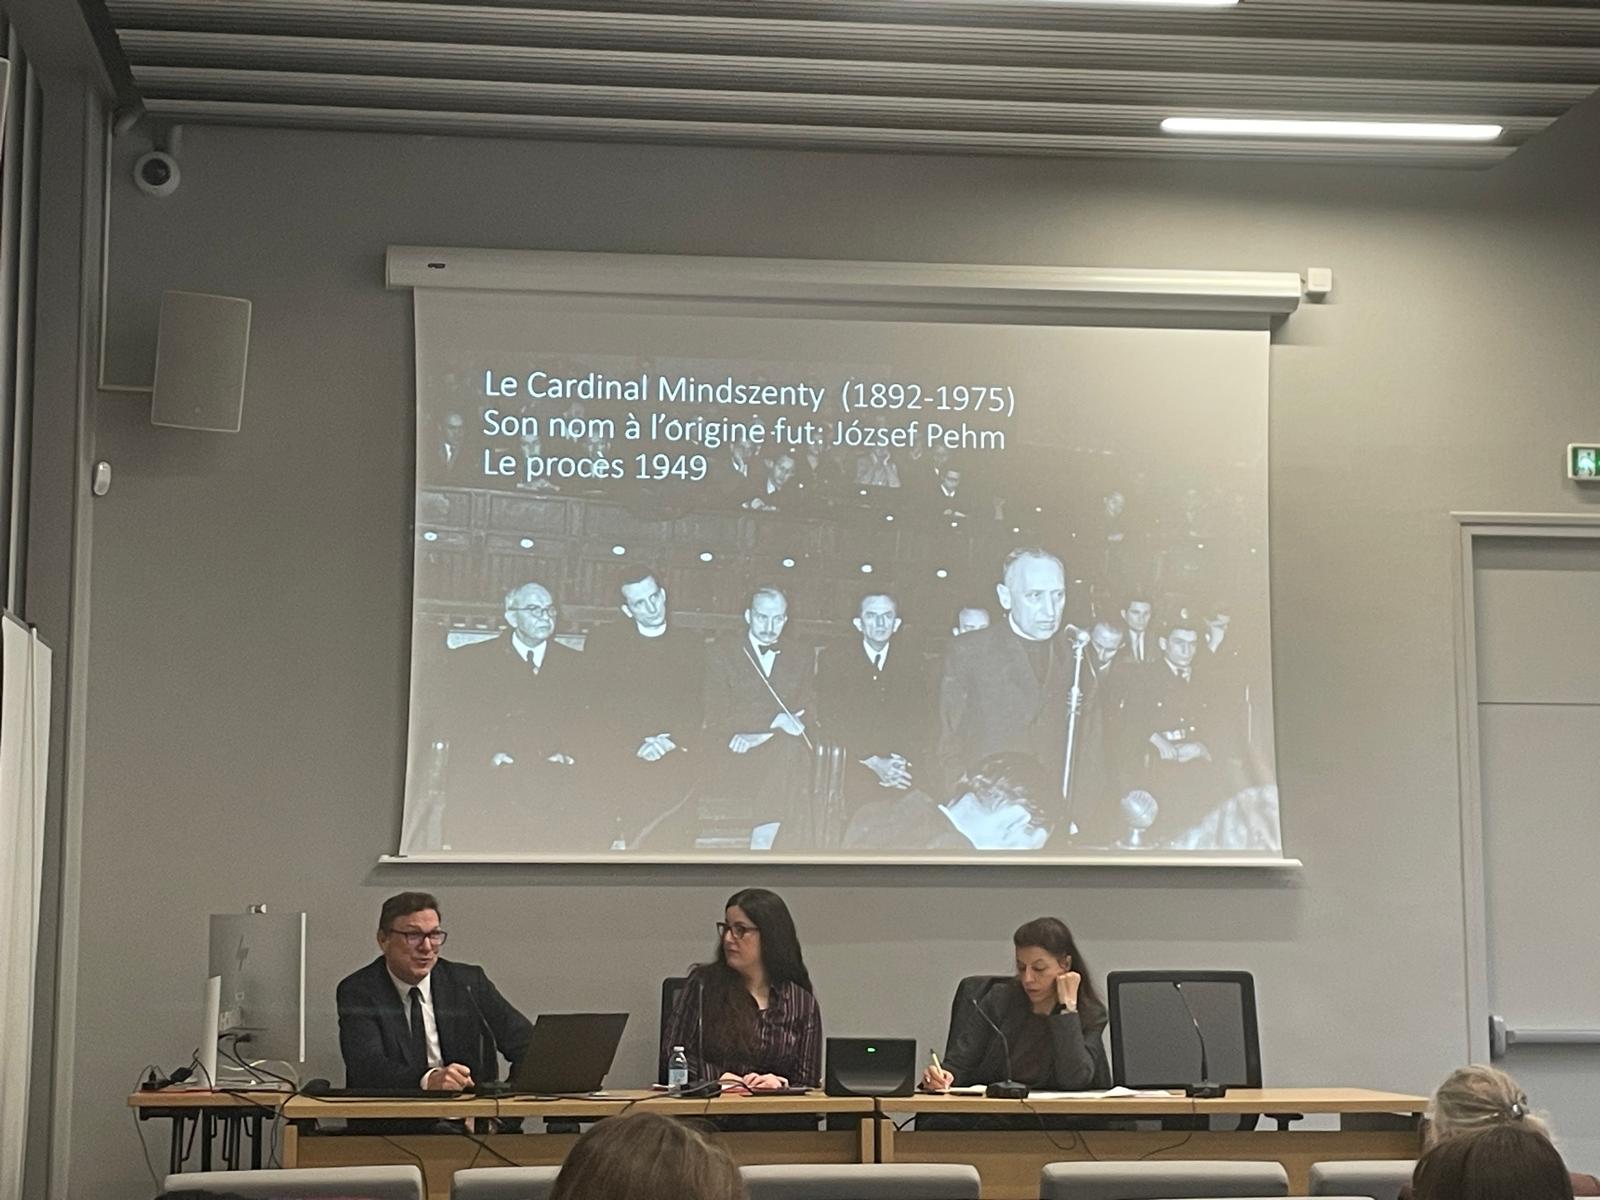 Le Cardinal Mindszenty (1892-1975)
Son nom à l'origine fut: József Pehm
Le procès 1949